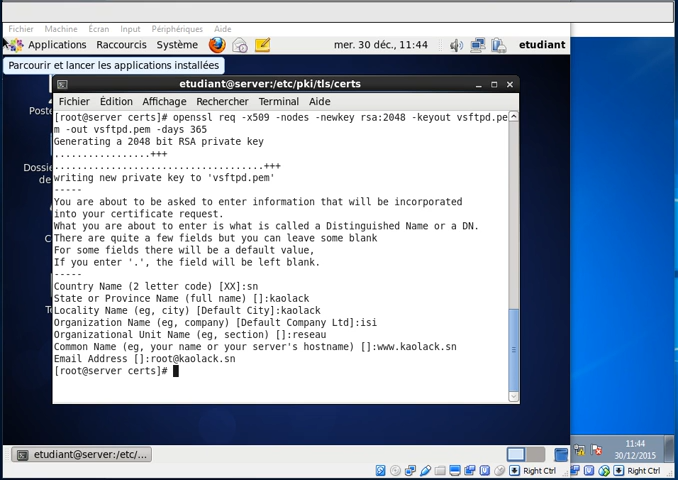 Fichier Machine Écran Input Périphériques Aide
Applications Raccourcis Système mer. 30 déc., 11:44 etudiant
Parcourir et lancer les applications installées
etudiant@server:/etc/pki/tls/certs
Fichier Édition Affichage Rechercher Terminal Aide
Poste
Dossie
de
C
[root@server certs]# openssl req -x509 -nodes -newkey rsa:2048 -keyout vsftpd.pe
m -out vsftpd.pem -days 365
Generating a 2048 bit RSA private key
.................+++
.....................................+++
writing new private key to 'vsftpd.pem'
-----
You are about to be asked to enter information that will be incorporated
into your certificate request.
What you are about to enter is what is called a Distinguished Name or a DN.
There are quite a few fields but you can leave some blank
For some fields there will be a default value,
If you enter '.', the field will be left blank.
-----
Country Name (2 letter code) [XX]:sn
State or Province Name (full name) []:kaolack
Locality Name (eg, city) [Default City]:kaolack
Organization Name (eg, company) [Default Company Ltd]:isi
Organizational Unit Name (eg, section) []:reseau
Common Name (eg, your name or your server's hostname) []:www.kaolack.sn
Email Address []:root@kaolack.sn
[root@server certs]#
etudiant@server:/etc/...
11:44
30/12/2015
Right Ctrl
Right Ctrl